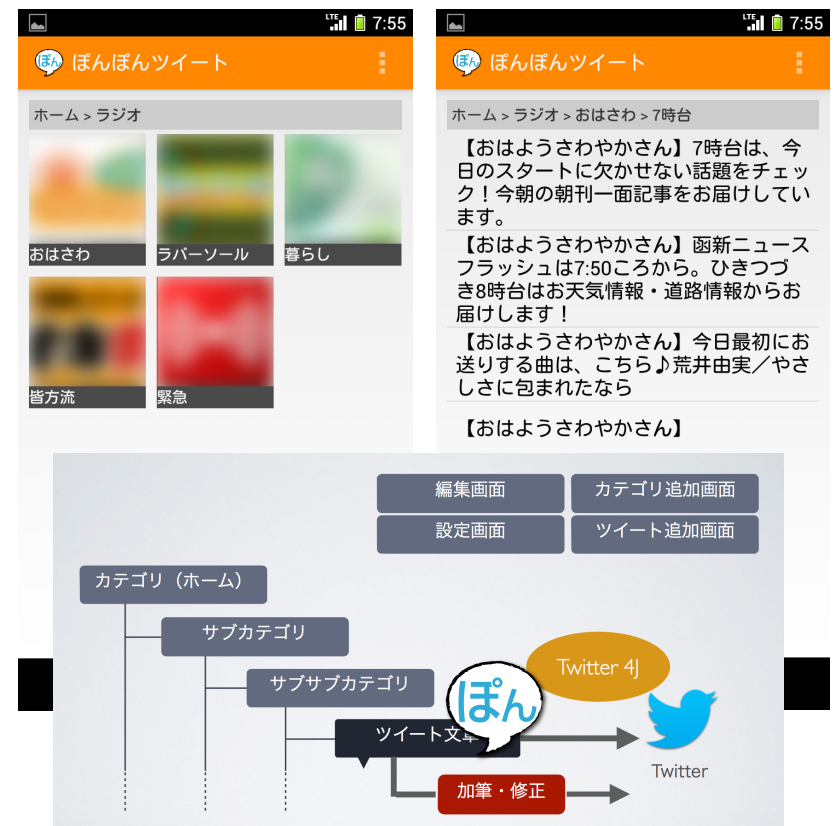 LTE 7:55
ぽん ぽんぽんツイート
ホーム > ラジオ
おはさわ
ラバーソール
暮らし
皆方流
緊急
LTE 7:55
ぽん ぽんぽんツイート
ホーム > ラジオ > おはさわ > 7時台
【おはようさわやかさん】7時台は、今
日のスタートに欠かせない話題をチェッ
ク！今朝の朝刊一面記事をお届けしてい
ます。
【おはようさわやかさん】函新ニュース
フラッシュは7:50ころから。ひきつづ
き8時台はお天気情報・道路情報からお
届けします！
【おはようさわやかさん】今日最初にお
送りする曲は、こちら♪荒井由実／やさ
しさに包まれたなら
【おはようさわやかさん】
編集画面
カテゴリ追加画面
設定画面
ツイート追加画面
カテゴリ（ホーム）
サブカテゴリ
サブサブカテゴリ
Twitter 4J
ぽん
ツイート文章
Twitter
加筆・修正